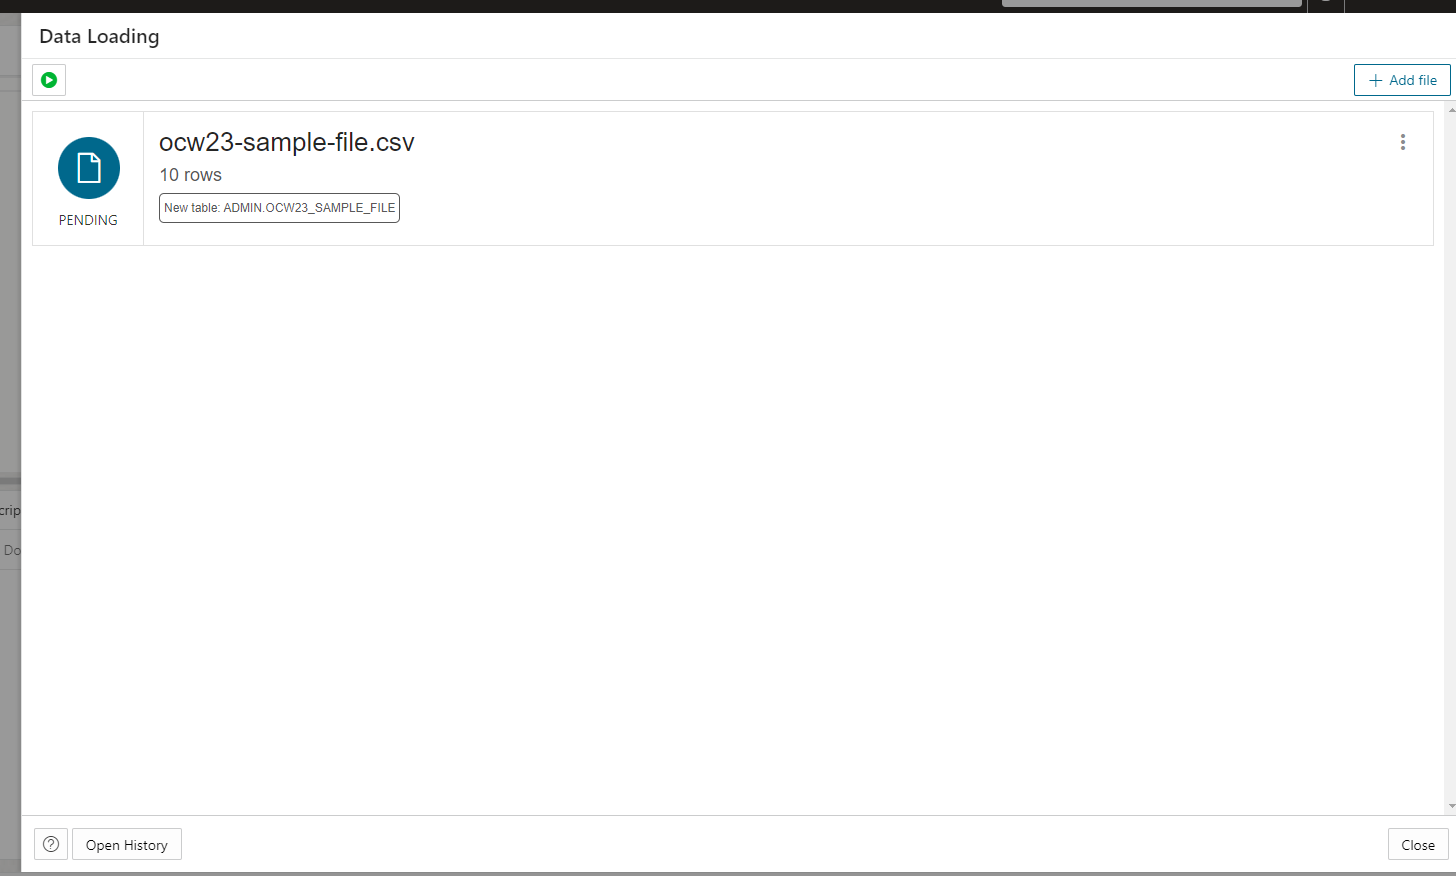 Data Loading
Add file
ocw23-sample-file.csv
10 rows
New table: ADMIN.OCW23_SAMPLE_FILE
PENDING
crip
Do
Open History
Close